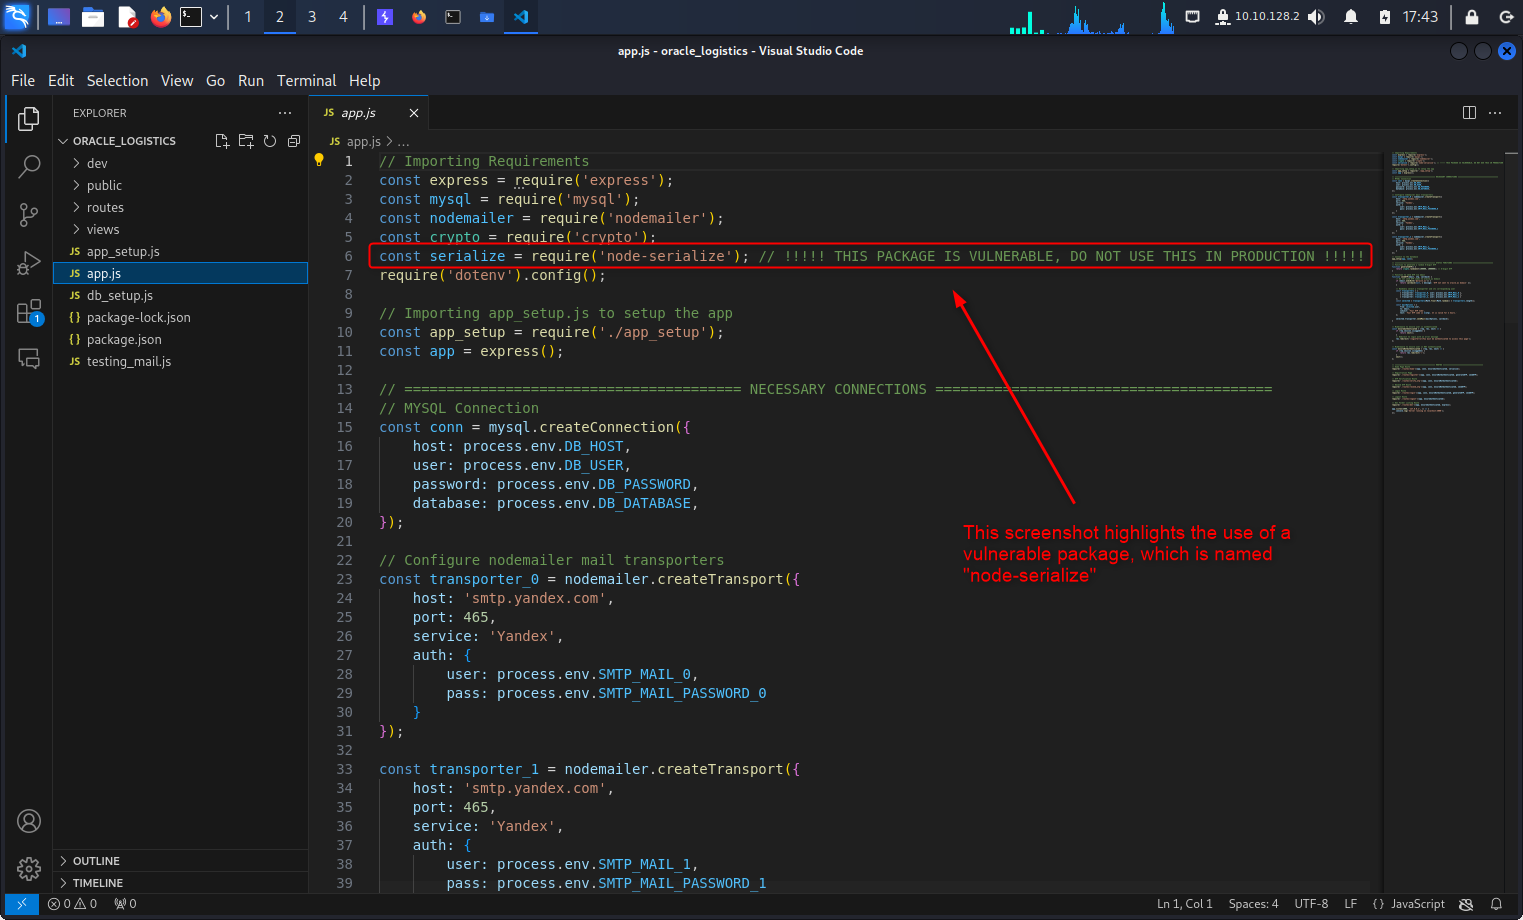 1 2 3 4
10.10.128.2
17:43
app.js - oracle_logistics - Visual Studio Code
File Edit Selection View Go Run Terminal Help
EXPLORER ···
ORACLE_LOGISTICS
dev
public
routes
views
JS app_setup.js
JS app.js
JS db_setup.js
{} package-lock.json
{} package.json
JS testing_mail.js
OUTLINE
TIMELINE
1
JS app.js
JS app.js > ...
1 // Importing Requirements
2 const express = require('express');
3 const mysql = require('mysql');
4 const nodemailer = require('nodemailer');
5 const crypto = require('crypto');
6 const serialize = require('node-serialize'); // !!!!! THIS PACKAGE IS VULNERABLE, DO NOT USE THIS IN PRODUCTION !!!!!
7 require('dotenv').config();
8
9 // Importing app_setup.js to setup the app
10 const app_setup = require('./app_setup');
11 const app = express();
12
13 // ======================================== NECESSARY CONNECTIONS ========================================
14 // MYSQL Connection
15 const conn = mysql.createConnection({
16 host: process.env.DB_HOST,
17 user: process.env.DB_USER,
18 password: process.env.DB_PASSWORD,
19 database: process.env.DB_DATABASE,
20 });
21
22 // Configure nodemailer mail transporters
23 const transporter_0 = nodemailer.createTransport({
24 host: 'smtp.yandex.com',
25 port: 465,
26 service: 'Yandex',
27 auth: {
28 user: process.env.SMTP_MAIL_0,
29 pass: process.env.SMTP_MAIL_PASSWORD_0
30 }
31 });
32
33 const transporter_1 = nodemailer.createTransport({
34 host: 'smtp.yandex.com',
35 port: 465,
36 service: 'Yandex',
37 auth: {
38 user: process.env.SMTP_MAIL_1,
39 pass: process.env.SMTP_MAIL_PASSWORD_1
This screenshot highlights the use of a
vulnerable package, which is named
"node-serialize"
0 0 0
Ln 1, Col 1 Spaces: 4 UTF-8 LF {} JavaScript